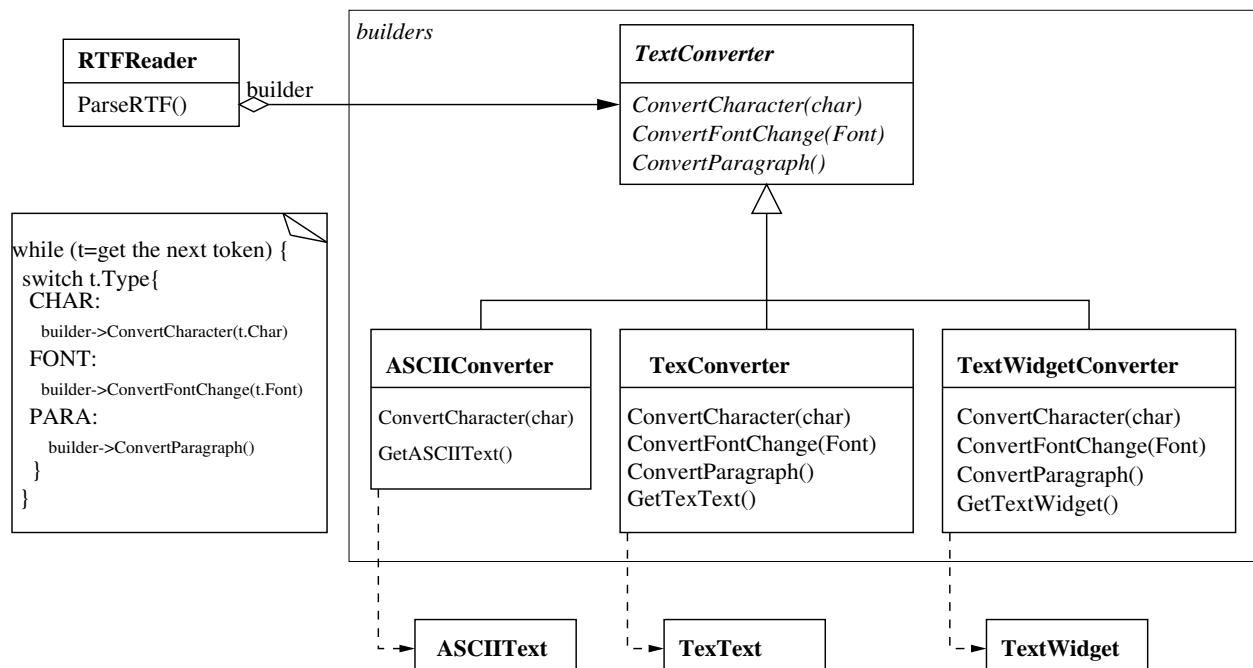 builders
RTFReader
ParseRTF()
builder
TextConverter
ConvertCharacter(char)
ConvertFontChange(Font)
ConvertParagraph()
while (t=get the next token) {
switch t.Type{
CHAR:
builder->ConvertCharacter(t.Char)
FONT:
builder->ConvertFontChange(t.Font)
PARA:
builder->ConvertParagraph()
}
}
ASCIIConverter
ConvertCharacter(char)
GetASCIIText()
TexConverter
ConvertCharacter(char)
ConvertFontChange(Font)
ConvertParagraph()
GetTexText()
TextWidgetConverter
ConvertCharacter(char)
ConvertFontChange(Font)
ConvertParagraph()
GetTextWidget()
ASCIIText
TexText
TextWidget